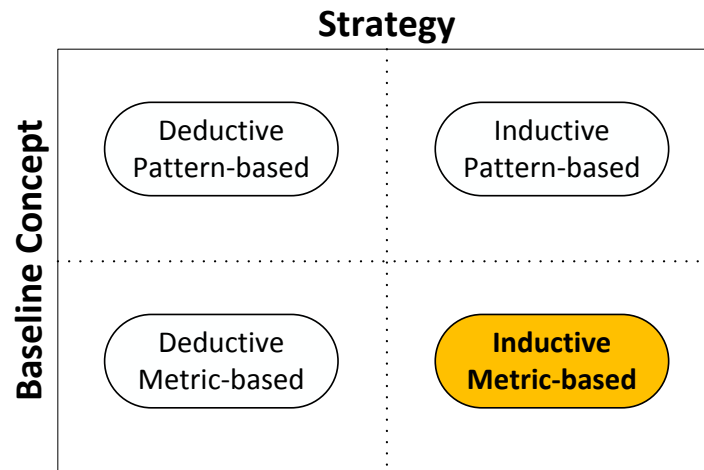 Strategy
Baseline Concept
Deductive
Pattern-based
Inductive
Pattern-based
Deductive
Metric-based
Inductive
Metric-based